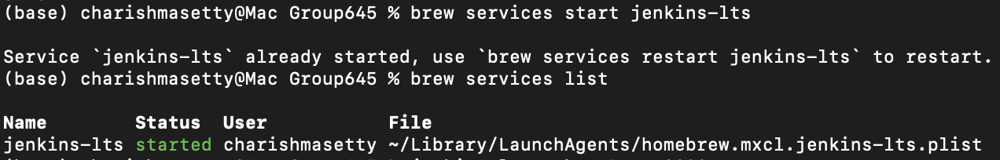 (base) charishmasetty@Mac Group645 % brew services start jenkins-lts
Service `jenkins-lts` already started, use `brew services restart jenkins-lts` to restart.
(base) charishmasetty@Mac Group645 % brew services list
Name Status User File
jenkins-lts started charishmasetty ~/Library/LaunchAgents/homebrew.mxcl.jenkins-lts.plist